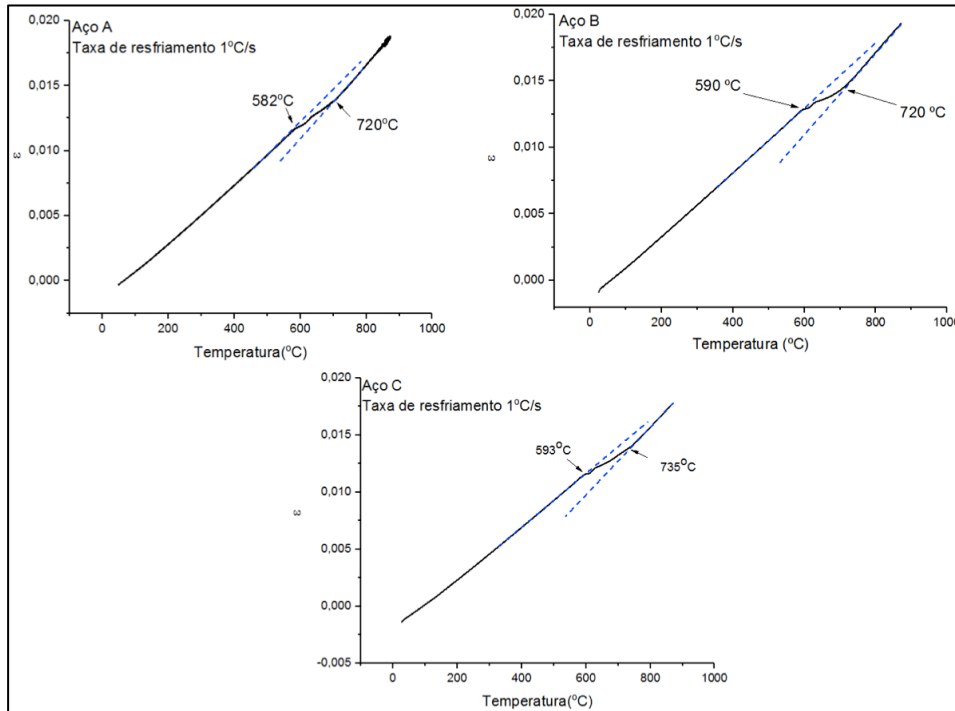 Aço A
Taxa de resfriamento 1ºC/s
582ºC
720ºC
0,020
0,015
0,010
0,005
0,000
ε
0 200 400 600 800 1000
Temperatura(ºC)
Aço B
Taxa de resfriamento 1ºC/s
590 ºC
720 ºC
0,020
0,015
0,010
0,005
0,000
ε
0 200 400 600 800 1000
Temperatura (ºC)
Aço C
Taxa de resfriamento 1ºC/s
593ºC
735ºC
0,020
0,015
0,010
0,005
0,000
-0,005
ε
0 200 400 600 800 1000
Temperatura(ºC)